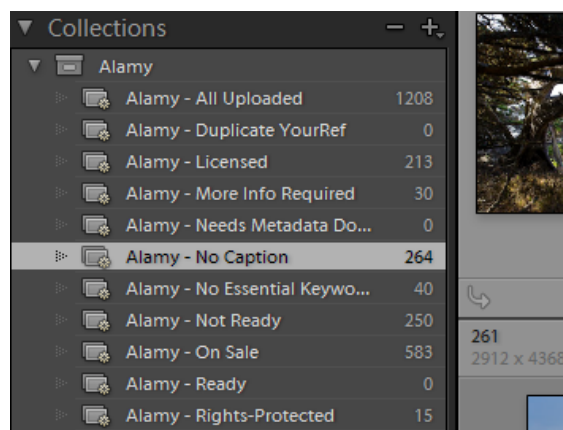 Collections
Alamy
Alamy - All Uploaded 1208
Alamy - Duplicate YourRef 0
Alamy - Licensed 213
Alamy - More Info Required 30
Alamy - Needs Metadata Do... 0
Alamy - No Caption 264
Alamy - No Essential Keywo... 40
Alamy - Not Ready 250
Alamy - On Sale 583
Alamy - Ready 0
Alamy - Rights-Protected 15
261
2912 x 4368